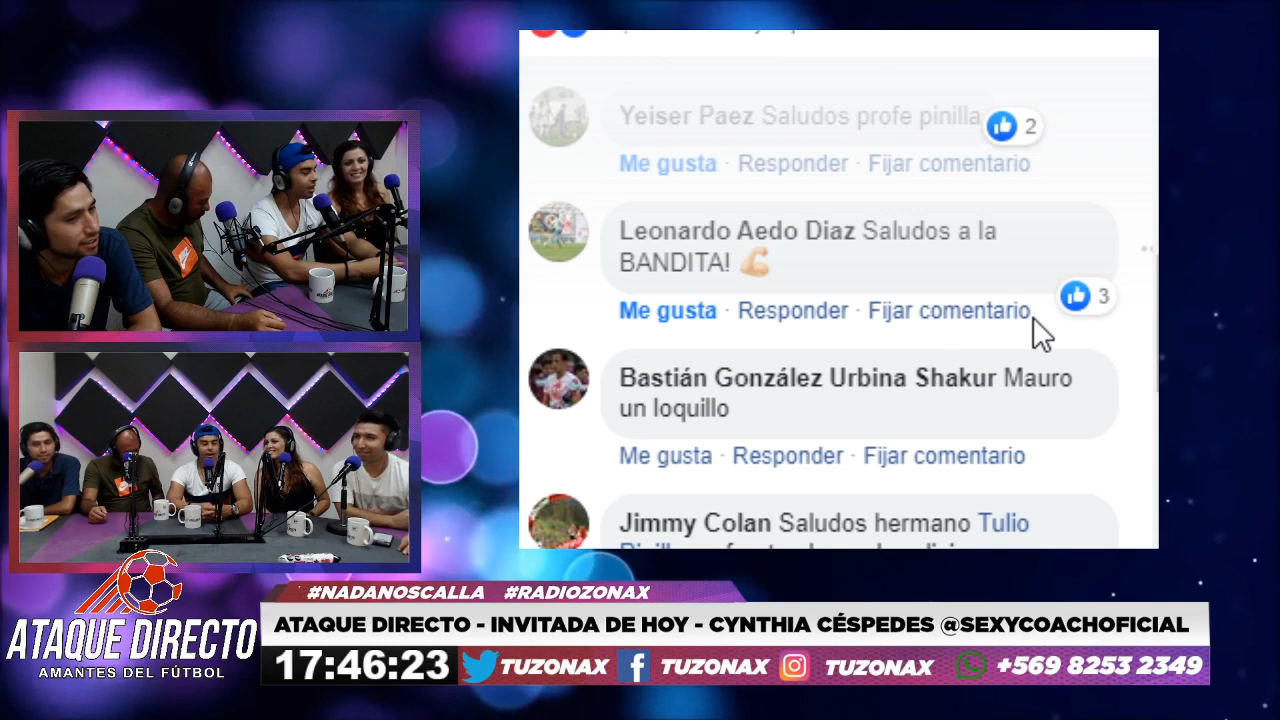 Yeiser Paez Saludos profe pinilla
2
Me gusta · Responder · Fijar comentario
Leonardo Aedo Diaz Saludos a la
BANDITA! 💪🏼
3
Me gusta · Responder · Fijar comentario
Bastián González Urbina Shakur Mauro
un loquillo
Me gusta · Responder · Fijar comentario
Jimmy Colan Saludos hermano Tulio
ATAQUE DIRECTO
AMANTES DEL FÚTBOL
#NADANOSCALLA #RADIOZONAX
ATAQUE DIRECTO - INVITADA DE HOY - CYNTHIA CÉSPEDES @SEXYCOACHOFICIAL
17:46:23 TUZONAX TUZONAX TUZONAX +569 8253 2349